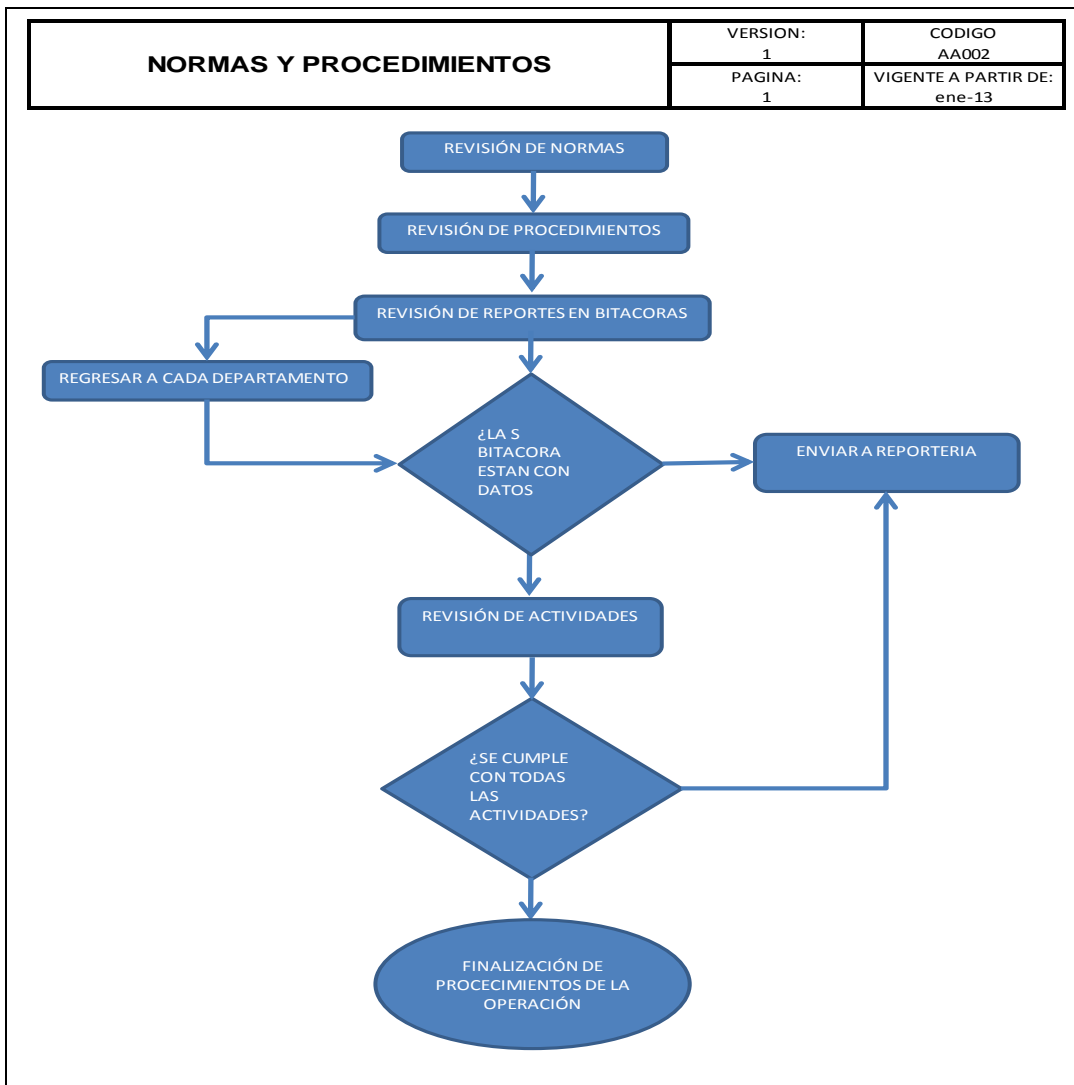 NORMAS Y PROCEDIMIENTOS
VERSION:
1
CODIGO
AA002
PAGINA:
1
VIGENTE A PARTIR DE:
ene-13
REVISIÓN DE NORMAS
REVISIÓN DE PROCEDIMIENTOS
REVISIÓN DE REPORTES EN BITACORAS
REGRESAR A CADA DEPARTAMENTO
¿LA S
BITACORA
ESTAN CON
DATOS
ENVIAR A REPORTERIA
REVISIÓN DE ACTIVIDADES
¿SE CUMPLE
CON TODAS
LAS
ACTIVIDADES?
FINALIZACIÓN DE
PROCECIMIENTOS DE LA
OPERACIÓN